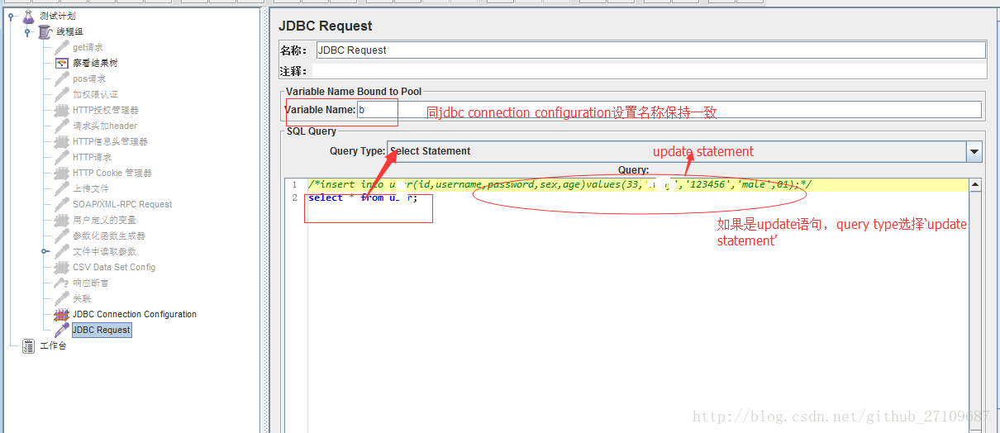 测试计划
线程组
get请求
察看结果树
pos请求
加权限认证
HTTP授权管理器
请求头加header
HTTP信息头管理器
HTTP请求
HTTP Cookie 管理器
上传文件
SOAP/XML-RPC Request
用户定义的变量
参数化函数生成器
文件中读取参数
CSV Data Set Config
响应断言
关联
JDBC Connection Configuration
JDBC Request
工作台
JDBC Request
名称： JDBC Request
注释：
Variable Name Bound to Pool
Variable Name: b
同jdbc connection configuration设置名称保持一致
SQL Query
Query Type: Select Statement
update statement
Query:
1 /*insert into (id,username,password,sex,age)values(33,'123456','male',01);*/
2 select * from
如果是update语句，query type选择‘update
statement’
http://blog.csdn.net/github_27109687